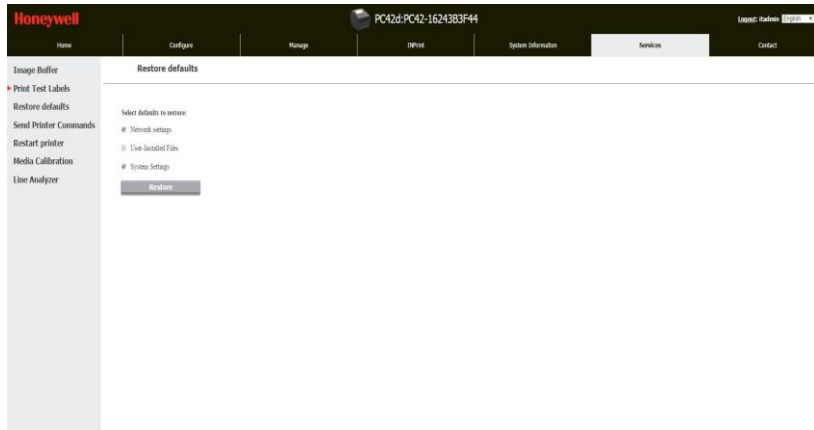 Honeywell
PC42d:PC42-16243B3F44
Logout: itadmin English
Home Configure Manage INPrint System Information Services Contact
Image Buffer
Print Test Labels
Restore defaults
Send Printer Commands
Restart printer
Media Calibration
Line Analyzer
Restore defaults
Select defaults to restore:
Network settings
User-Installed Files
System Settings
Restore